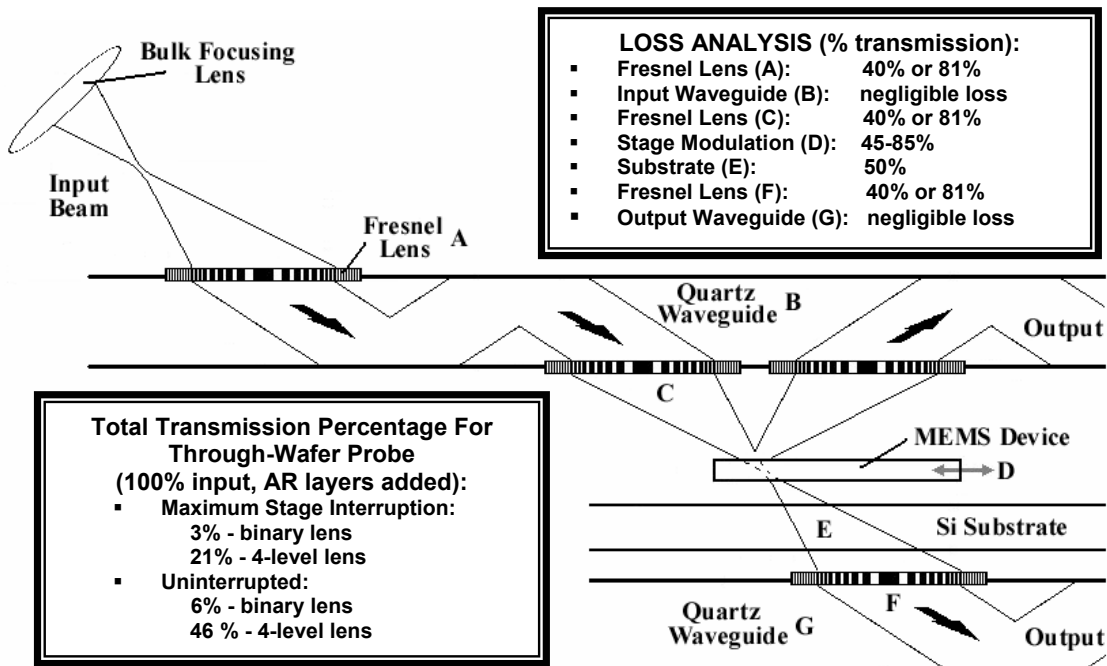 Bulk Focusing
Lens
Input
Beam
Fresnel
Lens A
LOSS ANALYSIS (% transmission):
▪ Fresnel Lens (A): 40% or 81%
▪ Input Waveguide (B): negligible loss
▪ Fresnel Lens (C): 40% or 81%
▪ Stage Modulation (D): 45-85%
▪ Substrate (E): 50%
▪ Fresnel Lens (F): 40% or 81%
▪ Output Waveguide (G): negligible loss
Quartz
Waveguide B
Output
C
MEMS Device
D
E
Si Substrate
F
Quartz
Waveguide G
Output
Total Transmission Percentage For
Through-Wafer Probe
(100% input, AR layers added):
▪ Maximum Stage Interruption:
3% - binary lens
21% - 4-level lens
▪ Uninterrupted:
6% - binary lens
46 % - 4-level lens